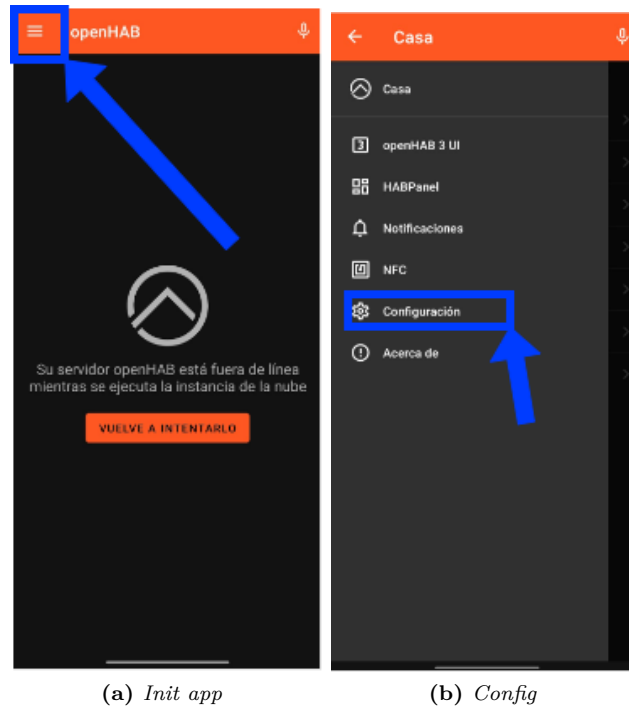 openHAB
Su servidor openHAB está fuera de línea
mientras se ejecuta la instancia de la nube
VUELVE A INTENTARLO
(a) Init app
Casa
Casa
openHAB 3 UI
HABPanel
Notificaciones
NFC
Configuración
Acerca de
(b) Config